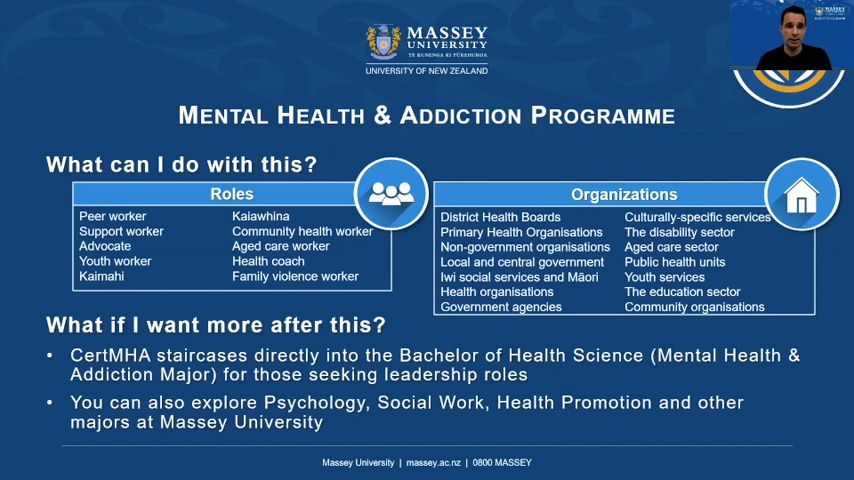 MASSEY
UNIVERSITY
TE KUNENGA KI PŪREHUROA
UNIVERSITY OF NEW ZEALAND
MENTAL HEALTH & ADDICTION PROGRAMME
What can I do with this?
Roles
Peer worker
Support worker
Advocate
Youth worker
Kaimahi
Kaiawhina
Community health worker
Aged care worker
Health coach
Family violence worker
Organizations
District Health Boards
Primary Health Organisations
Non-government organisations
Local and central government
Iwi social services and Māori
Health organisations
Government agencies
Culturally-specific services
The disability sector
Aged care sector
Public health units
Youth services
The education sector
Community organisations
What if I want more after this?
• CertMHA staircases directly into the Bachelor of Health Science (Mental Health &
Addiction Major) for those seeking leadership roles
• You can also explore Psychology, Social Work, Health Promotion and other
majors at Massey University
Massey University | massey.ac.nz | 0800 MASSEY